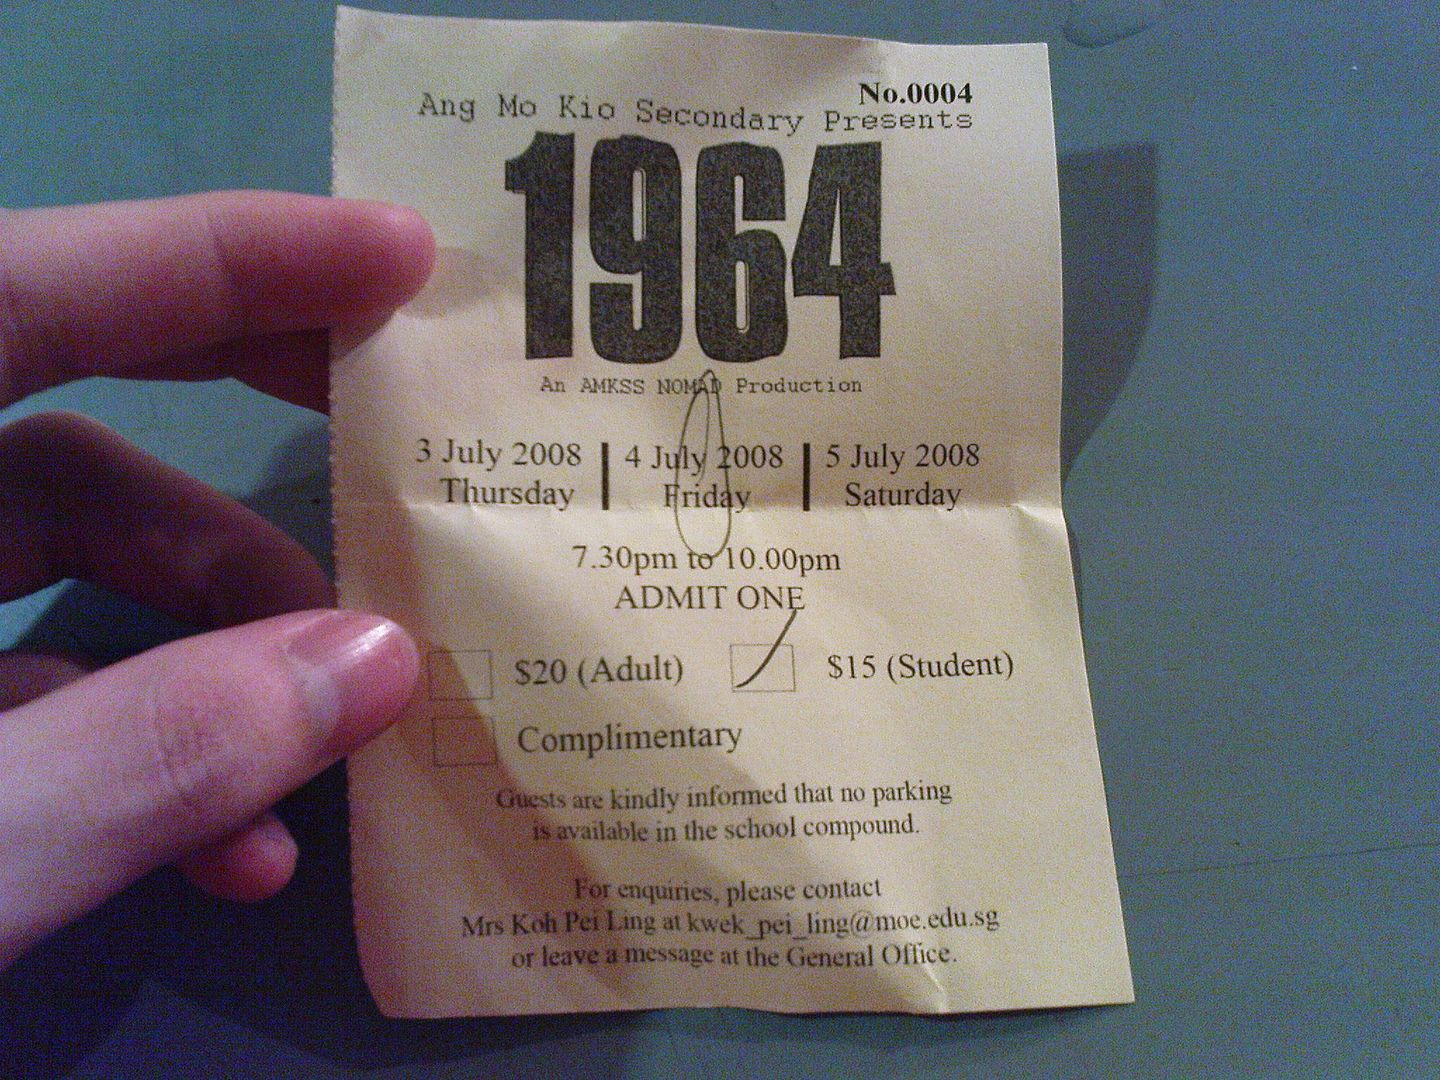 No.0004
Ang Mo Kio Secondary Presents
1964
An AMKSS NOMAD Production
3 July 2008 | 4 July 2008 | 5 July 2008
Thursday | Friday | Saturday
7.30pm to 10.00pm
ADMIT ONE
$20 (Adult) $15 (Student)
Complimentary
Guests are kindly informed that no parking
is available in the school compound.
For enquiries, please contact
Mrs Koh Pei Ling at kwek_pei_ling@moe.edu.sg
or leave a message at the General Office.